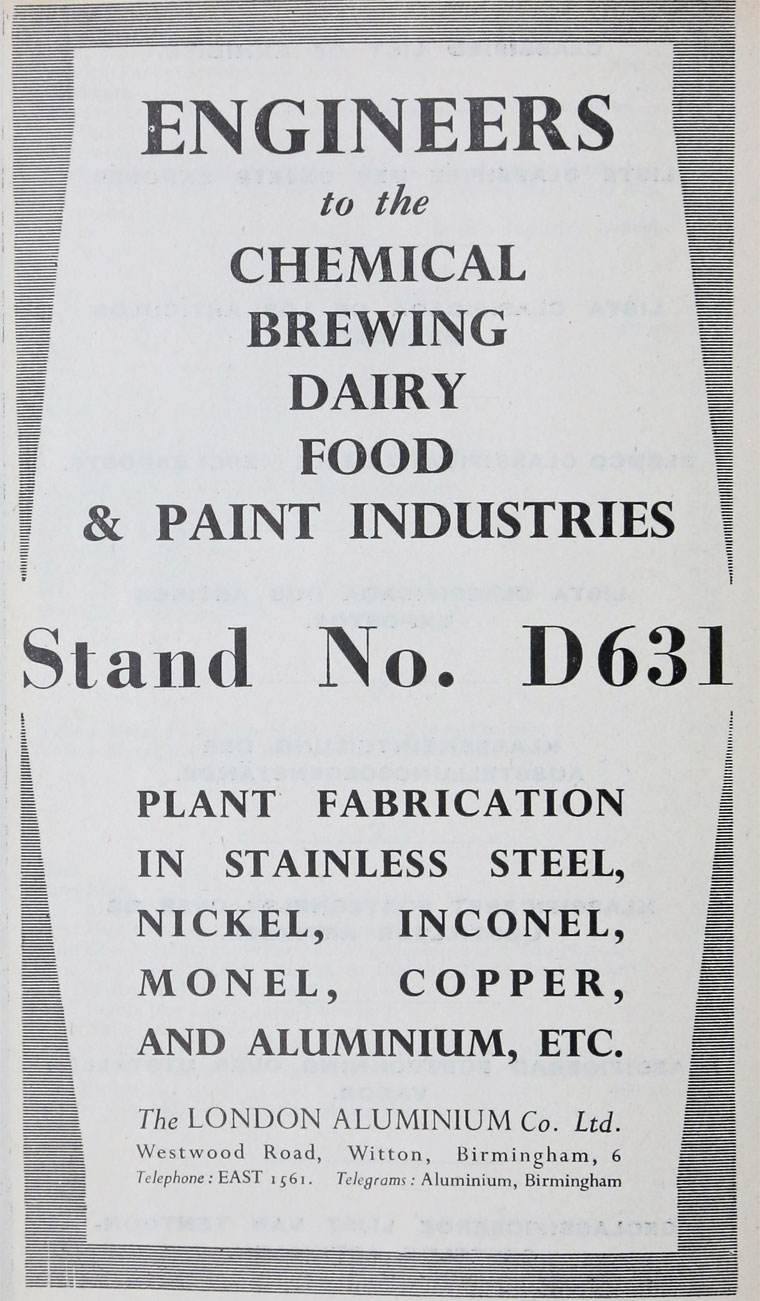 ENGINEERS
to the
CHEMICAL
BREWING
DAIRY
FOOD
& PAINT INDUSTRIES
Stand No. D631
PLANT FABRICATION
IN STAINLESS STEEL,
NICKEL, INCONEL,
MONEL, COPPER,
AND ALUMINIUM, ETC.
The LONDON ALUMINIUM Co. Ltd.
Westwood Road, Witton, Birmingham, 6
Telephone: EAST 1561. Telegrams: Aluminium, Birmingham